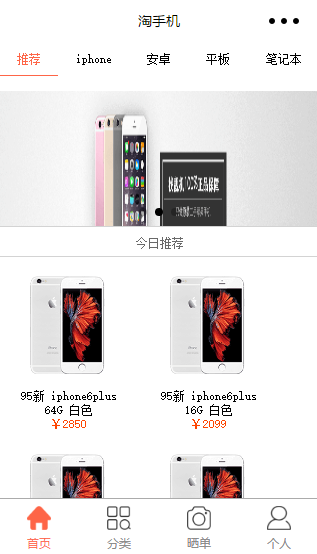 淘手机
推荐 iphone 安卓 平板 笔记本
今日推荐
95新 iphone6plus 95新 iphone6plus
64G 白色 16G 白色
￥2850 ￥2099
首页 分类 晒单 个人